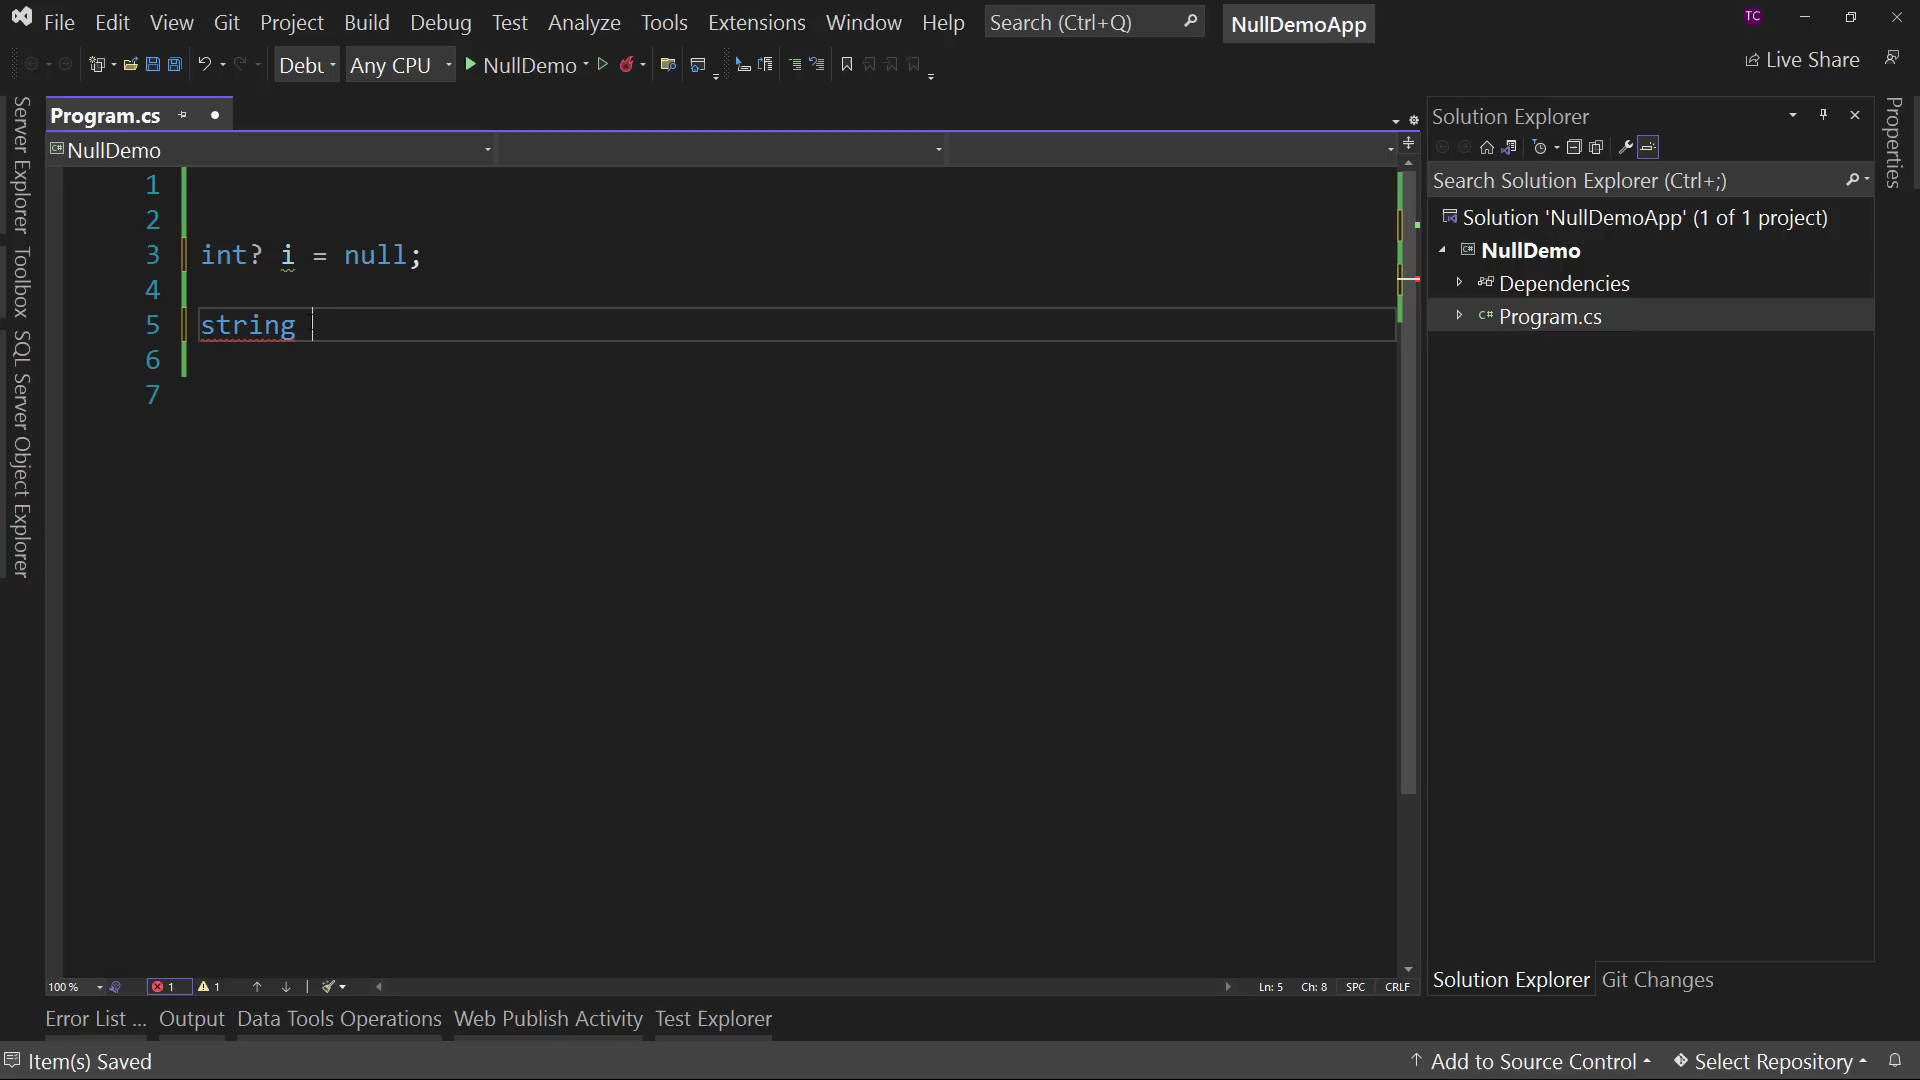 File Edit View Git Project Build Debug Test Analyze Tools Extensions Window Help Search (Ctrl+Q) NullDemoApp TC
Debu Any CPU NullDemo Live Share
Program.cs
NullDemo
1
2
3 int? i = null;
4
5 string
6
7
Server Explorer
Toolbox
SQL Server Object Explorer
Solution Explorer
Search Solution Explorer (Ctrl+;)
Solution 'NullDemoApp' (1 of 1 project)
NullDemo
Dependencies
C# Program.cs
Properties
100 % 1 1 Ln: 5 Ch: 8 SPC CRLF
Solution Explorer Git Changes
Error List ... Output Data Tools Operations Web Publish Activity Test Explorer
Item(s) Saved Add to Source Control Select Repository